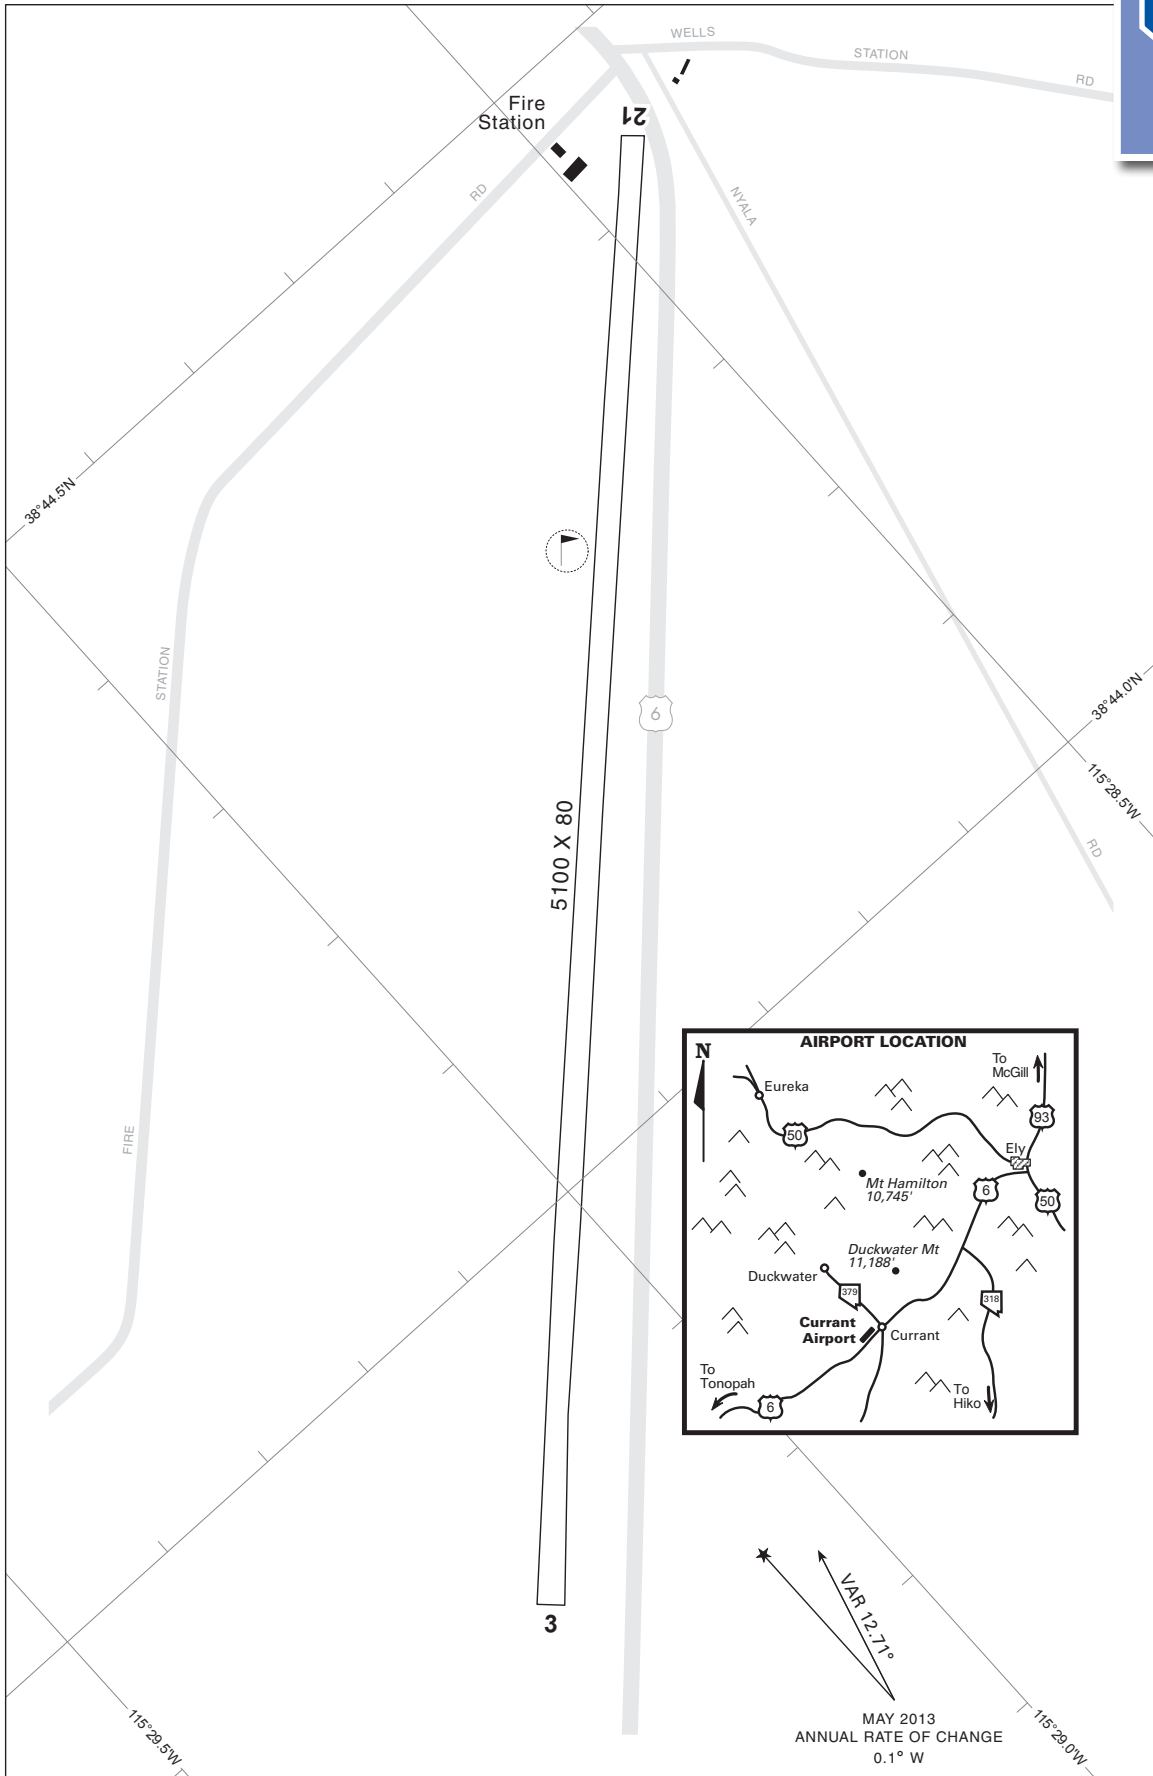 WELLS
STATION
RD
Fire
Station
21
RD
NYALA
38°44.5'N
STATION
6
38°44.0'N
115°28.5'W
5100 X 80
RD
FIRE
AIRPORT LOCATION
N
To
McGill
Eureka
93
50
Ely
Mt Hamilton
10,745'
6
50
Duckwater Mt
11,188'
Duckwater
379
318
Currant
Airport
Currant
To
Tonopah
To
Hiko
6
3
VAR 12.71°
115°29.5'W
115°29.0'W
MAY 2013
ANNUAL RATE OF CHANGE
0.1° W